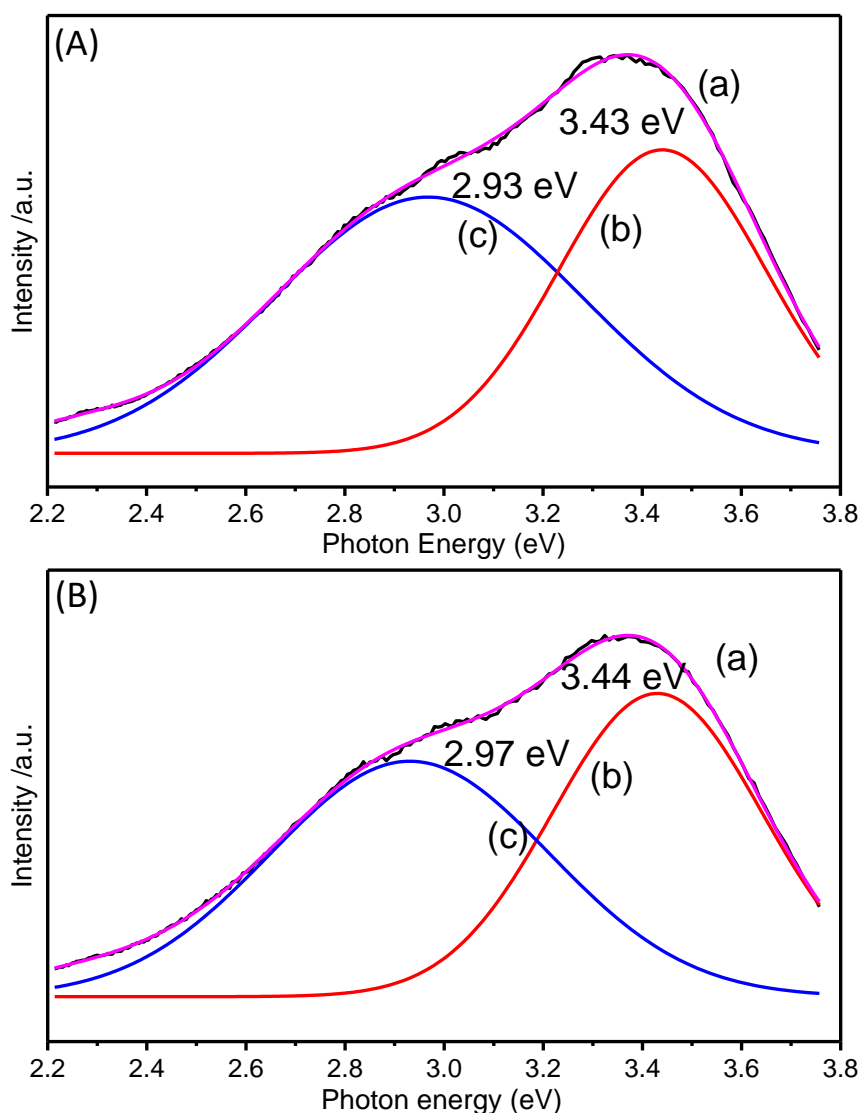 (A)
(a)
3.43 eV
2.93 eV
(c)
(b)
Intensity /a.u.
2.2 2.4 2.6 2.8 3.0 3.2 3.4 3.6 3.8
Photon Energy (eV)
(B)
(a)
3.44 eV
2.97 eV
(b)
(c)
Intensity /a.u.
2.2 2.4 2.6 2.8 3.0 3.2 3.4 3.6 3.8
Photon energy (eV)